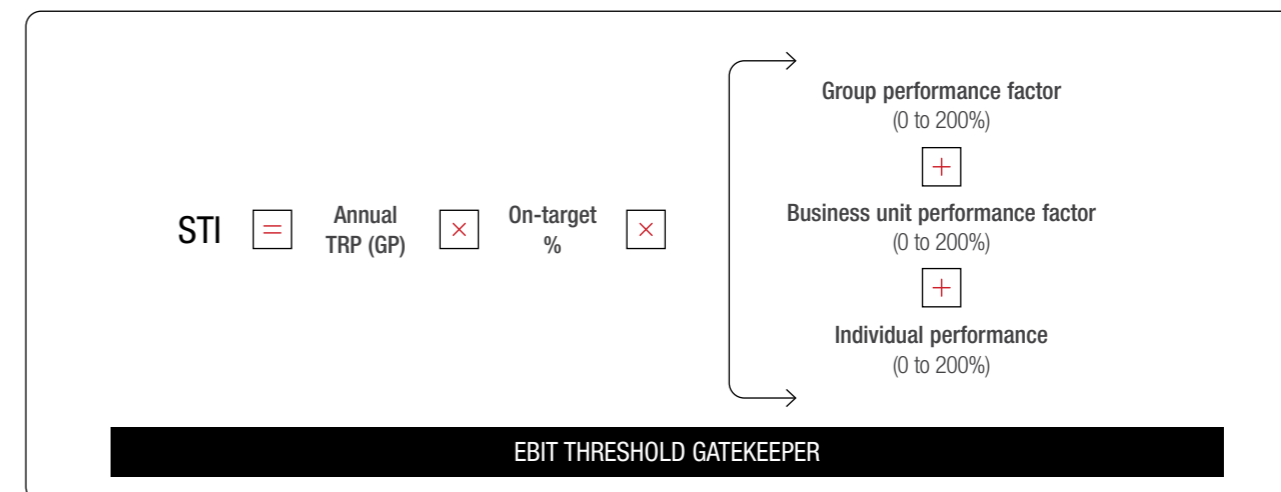 Group performance factor
(0 to 200%)
+
Business unit performance factor
(0 to 200%)
+
Individual performance
(0 to 200%)
STI = Annual TRP (GP) × On-target % ×
EBIT THRESHOLD GATEKEEPER